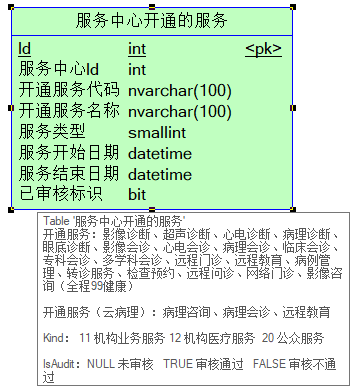 服务中心开通的服务
Id int <pk>
服务中心Id int
开通服务代码 nvarchar(100)
开通服务名称 nvarchar(100)
服务类型 smallint
服务开始日期 datetime
服务结束日期 datetime
已审核标识 bit
Table '服务中心开通的服务'
开通服务：影像诊断、超声诊断、心电诊断、病理诊断、
眼底诊断、影像会诊、心电会诊、病理会诊、临床会诊、
专科会诊、多学科会诊、远程门诊、远程教育、病例管
理、转诊服务、检查预约、远程问诊、网络门诊、影像咨
询（全程99健康）
开通服务（云病理）：病理咨询、病理会诊、远程教育
Kind： 11 机构业务服务 12 机构医疗服务 20 公众服务
IsAudit：NULL 未审核 TRUE 审核通过 FALSE 审核不通
过